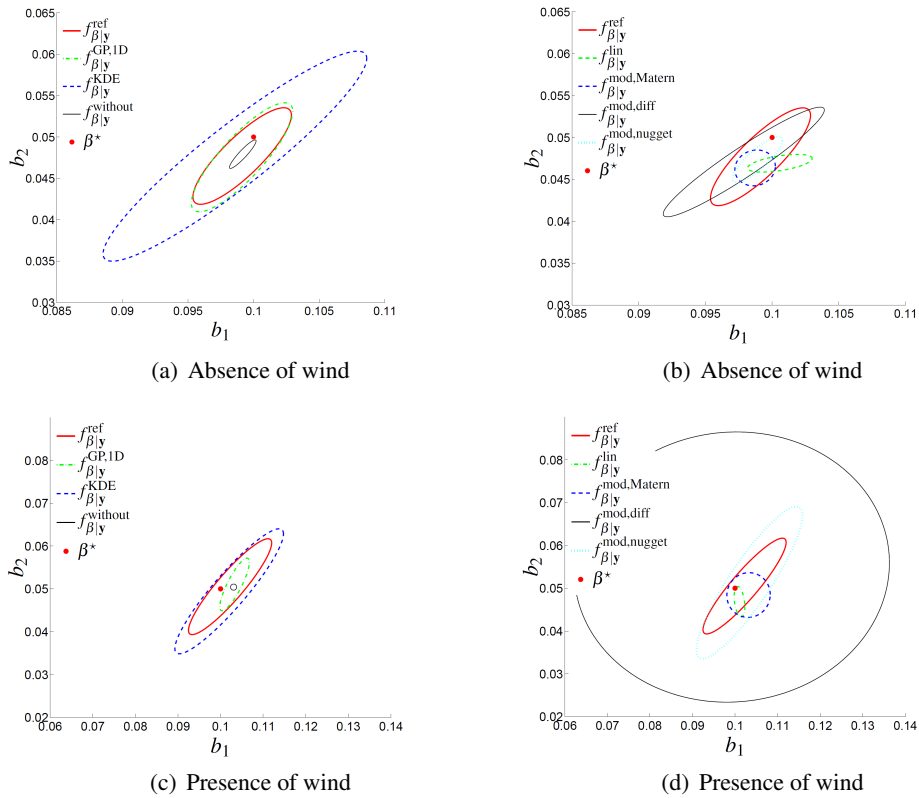 0.065
0.06
0.055
0.05
0.045
0.04
0.035
0.03
b₂
f^ref_β|y
f^GP,1D_β|y
f^KDE_β|y
f^without_β|y
β⋆
0.085 0.09 0.095 0.1 0.105 0.11
b₁
(a) Absence of wind
0.065
0.06
0.055
0.05
0.045
0.04
0.035
0.03
b₂
f^ref_β|y
f^lin_β|y
f^mod,Matern_β|y
f^mod,diff_β|y
f^mod,nugget_β|y
β⋆
0.085 0.09 0.095 0.1 0.105 0.11
b₁
(b) Absence of wind
0.08
0.07
0.06
0.05
0.04
0.03
0.02
b₂
f^ref_β|y
f^GP,1D_β|y
f^KDE_β|y
f^without_β|y
β⋆
0.06 0.07 0.08 0.09 0.1 0.11 0.12 0.13 0.14
b₁
(c) Presence of wind
0.08
0.07
0.06
0.05
0.04
0.03
0.02
b₂
f^ref_β|y
f^lin_β|y
f^mod,Matern_β|y
f^mod,diff_β|y
f^mod,nugget_β|y
β⋆
0.06 0.07 0.08 0.09 0.1 0.11 0.12 0.13 0.14
b₁
(d) Presence of wind